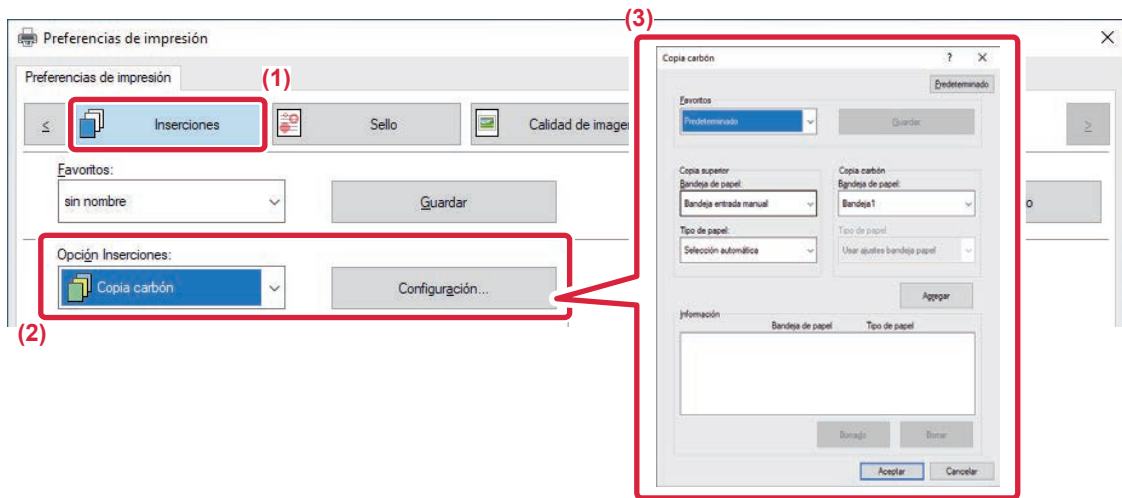 (3)
Preferencias de impresión
Preferencias de impresión
(1)
<
Inserciones
Sello
Calidad de imagen
>
Favoritos:
sin nombre
Guardar
o
Opción Inserciones:
Copia carbón
Configuración...
(2)
Copia carbón
?
Predeterminado
Favoritos
Predeterminado
Guardar
Copia superior
Bandeja de papel:
Bandeja entrada manual
Tipo de papel:
Selección automática
Copia carbón
Bandeja de papel:
Bandeja1
Tipo de papel
Usar ajustes bandeja papel
Agregar
Información
Bandeja de papel Tipo de papel
Borrar
Aceptar Cancelar